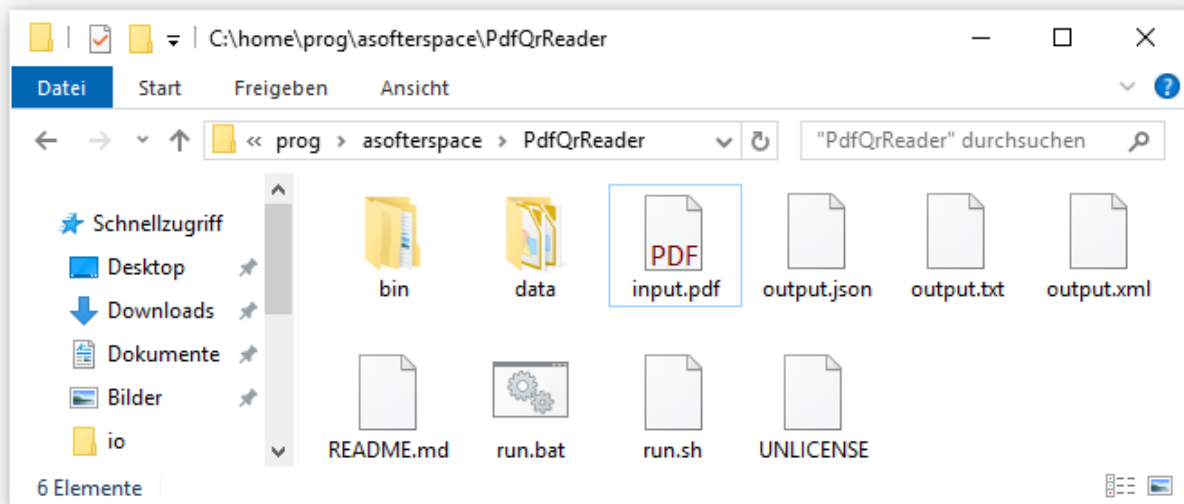 C:\home\prog\asofterspace\PdfQrReader
Datei Start Freigeben Ansicht ?
« prog › asofterspace › PdfQrReader "PdfQrReader" durchsuchen
Schnellzugriff
Desktop
Downloads
Dokumente
Bilder
io
PDF
bin data input.pdf output.json output.txt output.xml
README.md run.bat run.sh UNLICENSE
6 Elemente